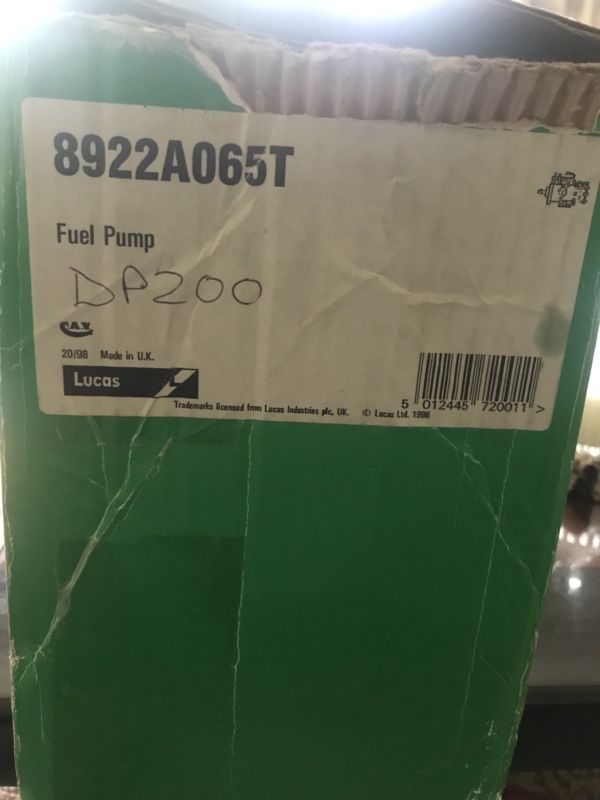 8922A065T
Fuel Pump
DP200
CAV
20/98 Made in U.K.
Lucas
Trademarks licensed from Lucas Industries plc, UK. © Lucas Ltd. 1996
5 012445 720011 >